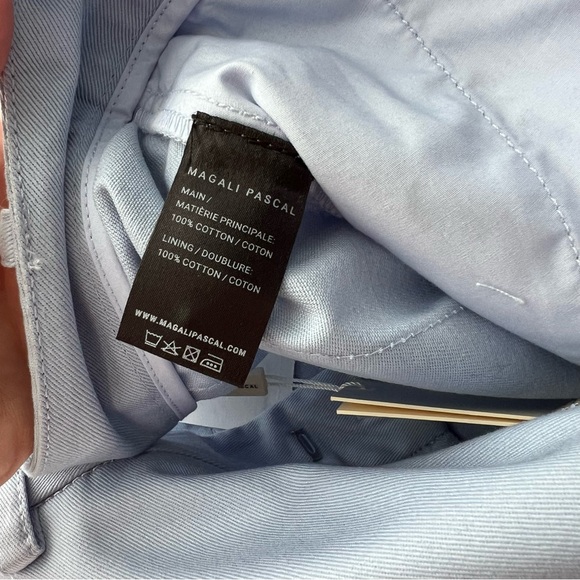 MAGALI PASCAL
MAIN /
MATIÈRE PRINCIPALE:
100% COTTON / COTON
LINING / DOUBLURE:
100% COTTON / COTON
WWW.MAGALIPASCAL.COM